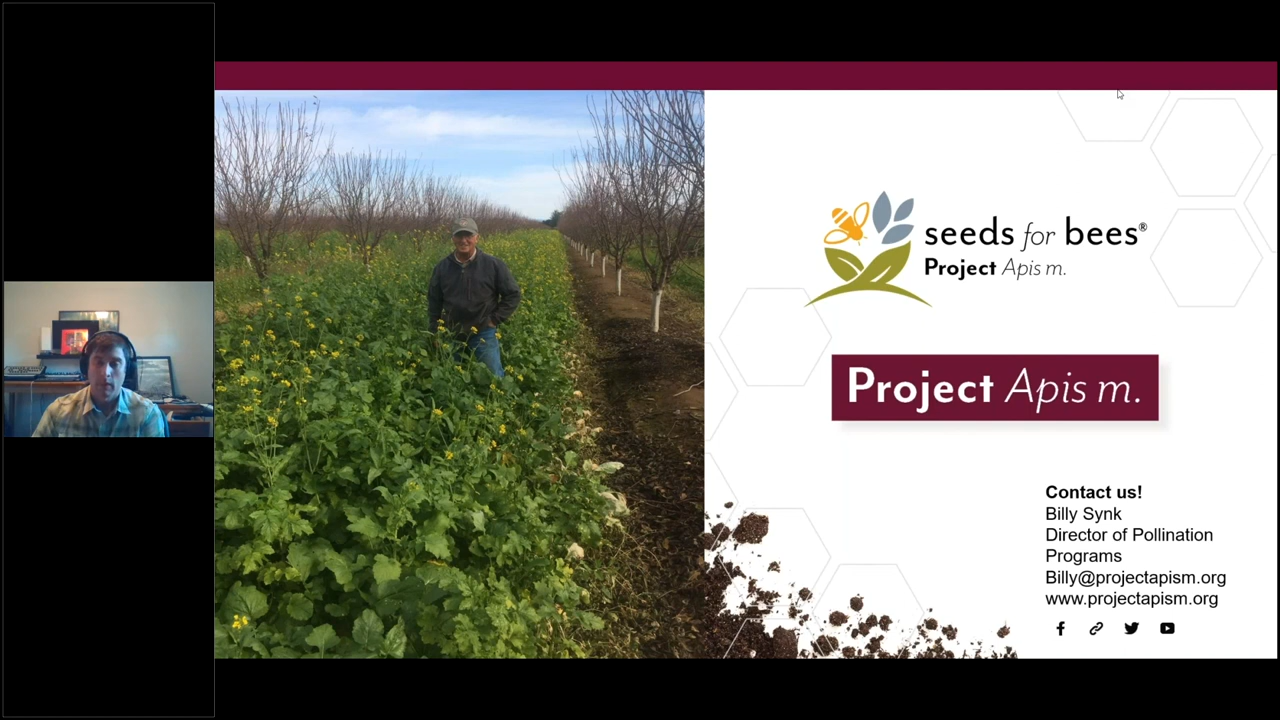 seeds for bees®
Project Apis m.
Project Apis m.
Contact us!
Billy Synk
Director of Pollination
Programs
Billy@projectapism.org
www.projectapism.org